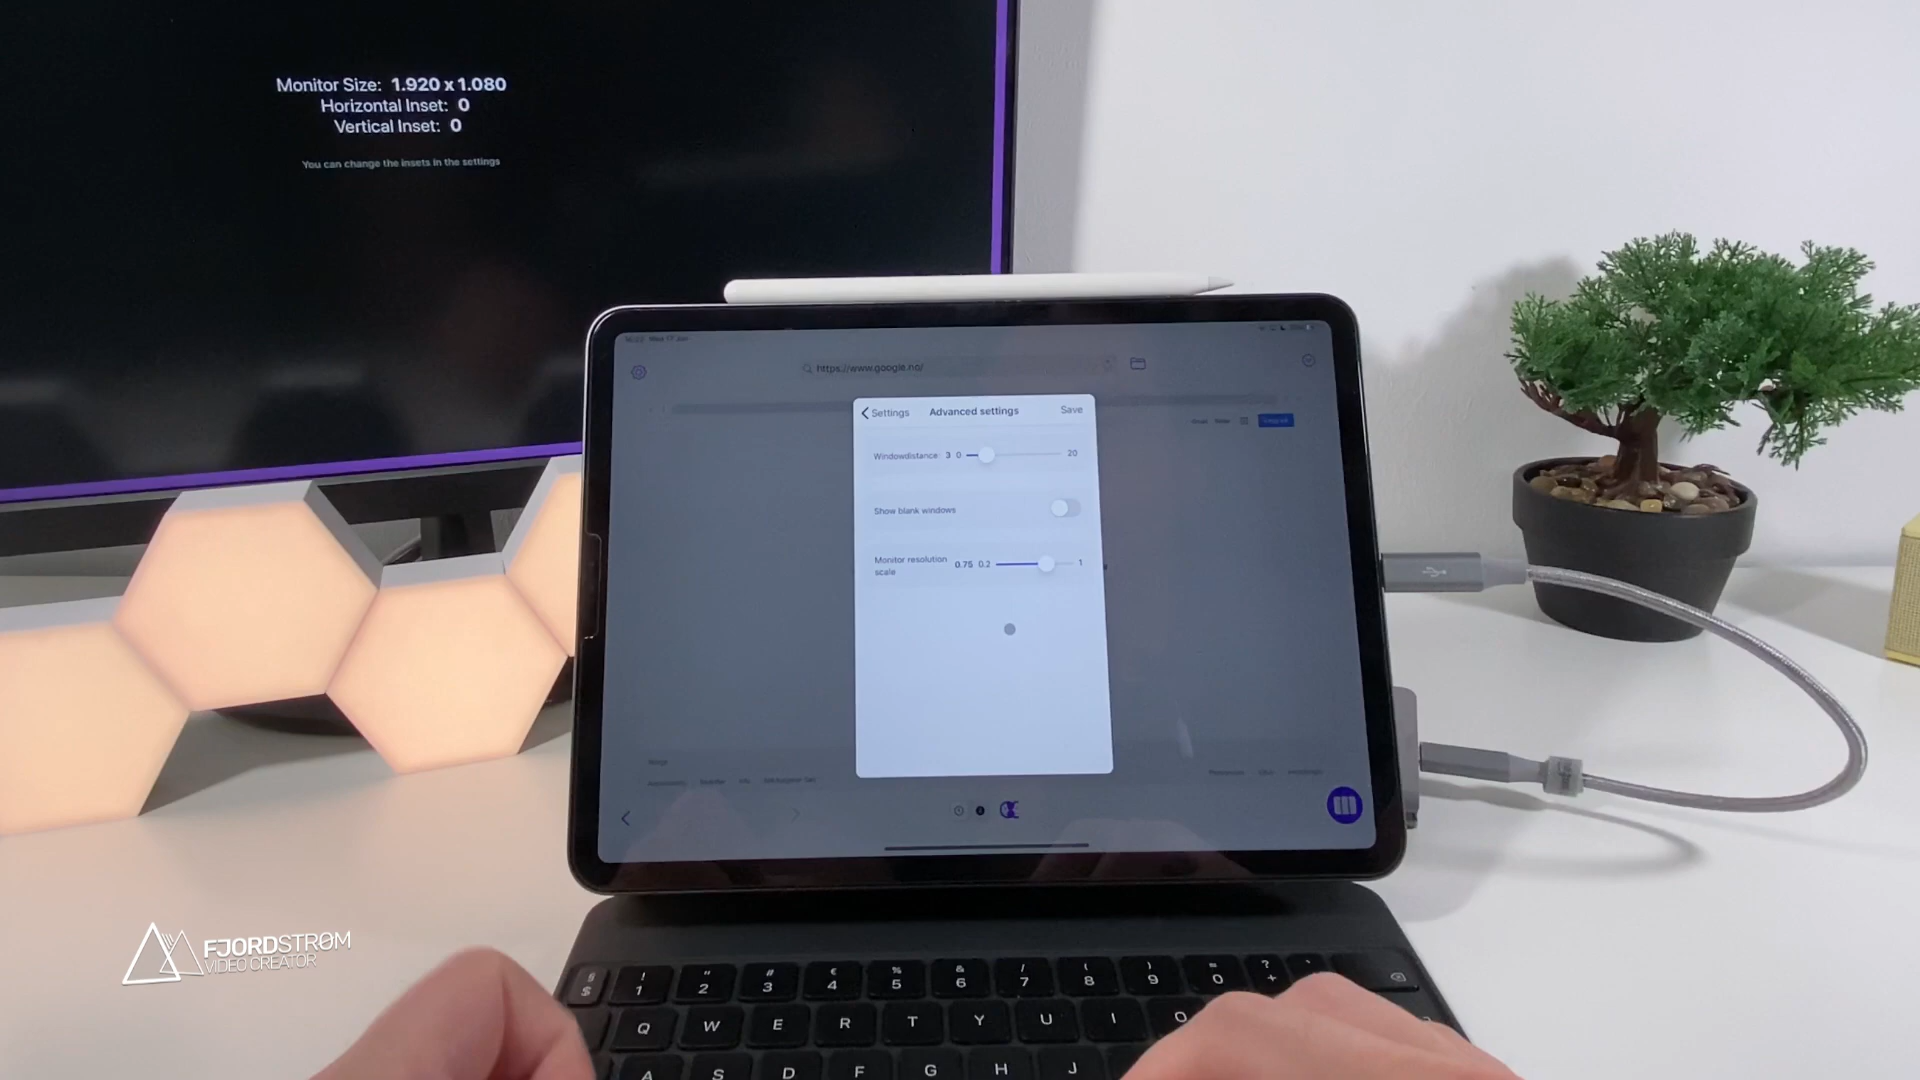 Monitor Size: 1.920 x 1.080
Horizontal Inset: 0
Vertical Inset: 0
You can change the insets in the settings
https://www.google.no/
Settings Advanced settings Save
Windowdistance 3 0 20
Show blank windows
Monitor resolution scale 0.75 0.2 1
FJORDSTRØM
VIDEO CREATOR
§ ! " # € % & / ( ) = ? `
$ 1 2 3 4 5 6 7 8 9 0 +
Q W E R T Y U I O
A S D F G H J